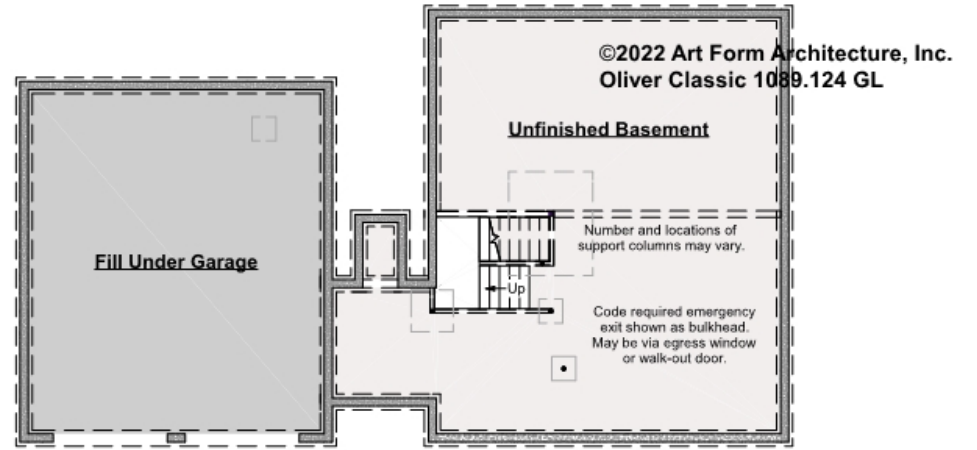 ©2022 Art Form Architecture, Inc.
Oliver Classic 1089.124 GL
Unfinished Basement
Number and locations of
support columns may vary.
Fill Under Garage
Up
Code required emergency
exit shown as bulkhead.
May be via egress window
or walk-out door.